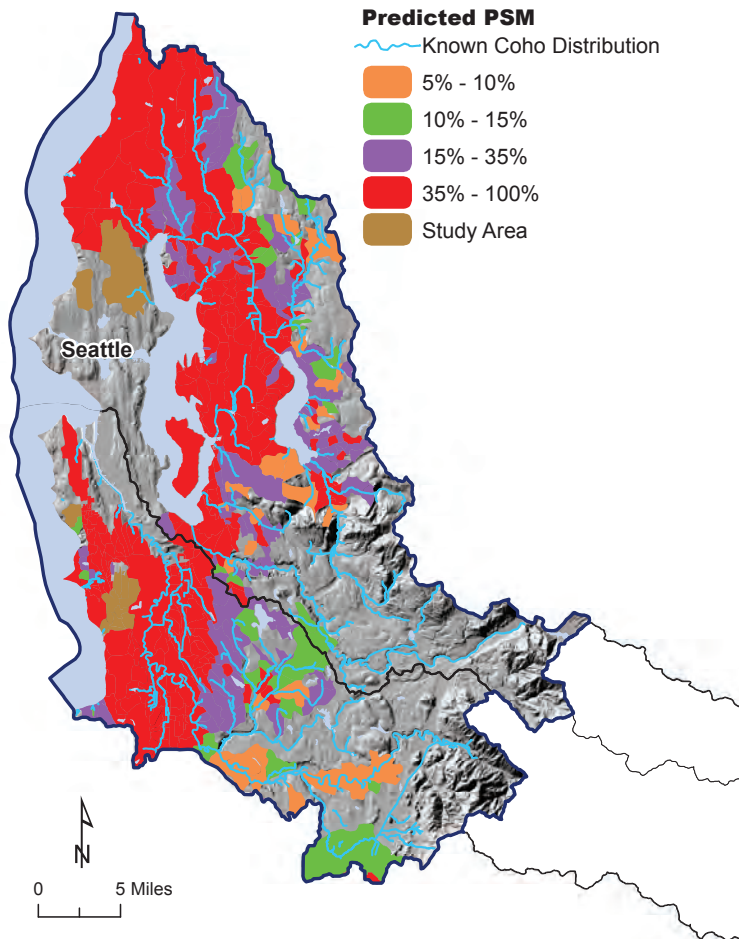 Predicted PSM
Known Coho Distribution
5% - 10%
10% - 15%
15% - 35%
35% - 100%
Study Area
Seattle
N
0 5 Miles